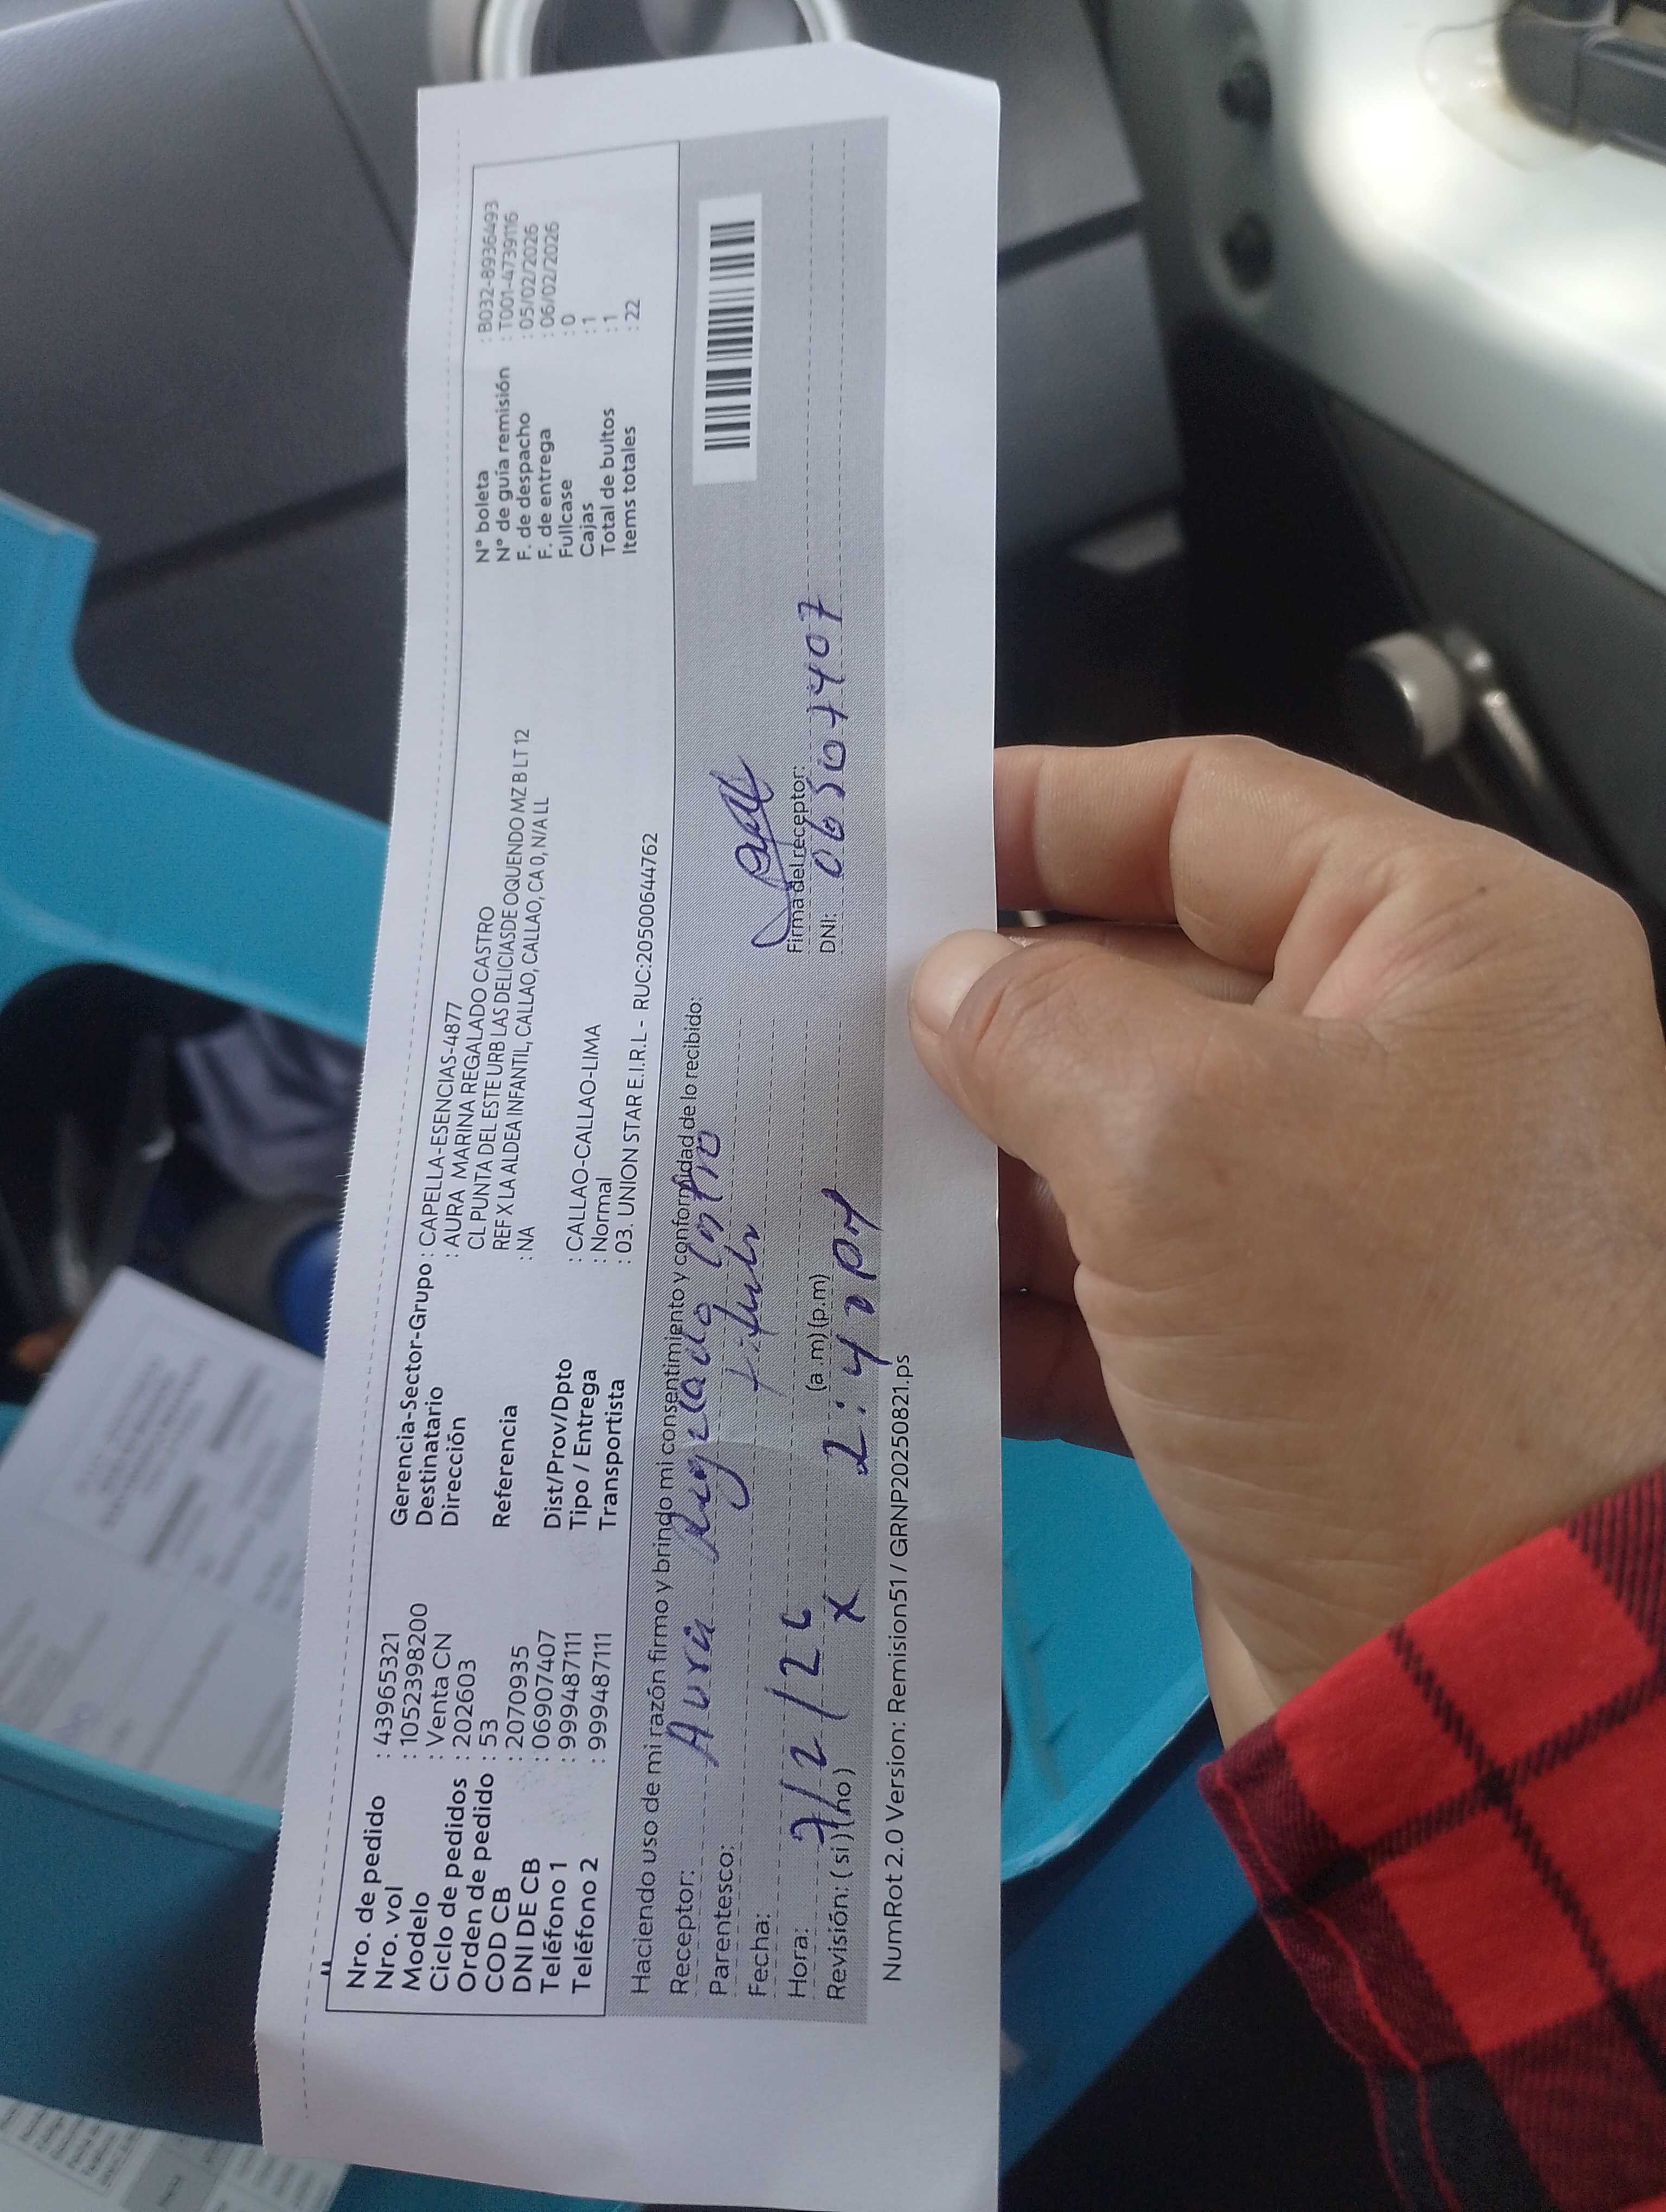 Nro. de pedido : 43965321
Nro. vol : 1052398200
Modelo : Venta CN
Ciclo de pedidos : 202603
Orden de pedido : 53
COD CB : 2070935
DNI DE CB : 06907407
Teléfono 1 : 999487111
Teléfono 2 : 999487111
Gerencia-Sector-Grupo : CAPELLA-ESENCIAS-4877
Destinatario : AURA MARINA REGALADO CASTRO
Dirección CL PUNTA DEL ESTE URB LAS DELICIASDE OQUENDO MZ B LT 12
REF X LA ALDEA INFANTIL, CALLAO, CALLAO, CA 0, N/A LL
Referencia : NA
Dist/Prov/Dpto : CALLAO-CALLAO-LIMA
Tipo / Entrega : Normal
Transportista : 03. UNION STAR E.I.R.L - RUC:20500644762
N° boleta : B032-8936493
N° de guía remisión : T001-4739116
F. de despacho : 05/02/2026
F. de entrega : 06/02/2026
Fullcase : 0
Cajas : 1
Total de bultos : 1
Items totales : 22
Haciendo uso de mi razón firmo y brindo mi consentimiento y conformidad de lo recibido:
Receptor: Aura Regalado Castro
Parentesco: titular
Fecha: 7/2/26
Hora: (a.m) (p.m) 2:40 PM
Revisión: (si) (no) X
Firma del receptor:
DNI: 06907407
NumRot 2.0 Version: Remision51 / GRNP20250821.ps